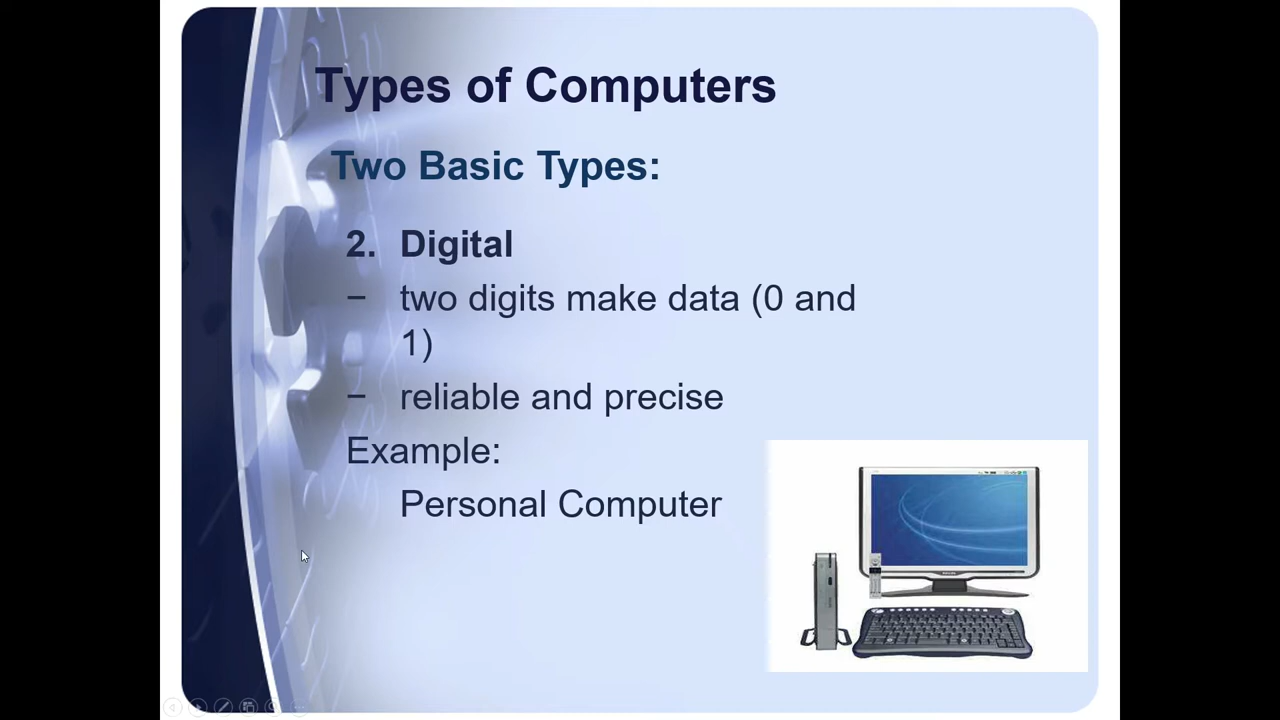 Types of Computers
Two Basic Types:
2. Digital
− two digits make data (0 and
1)
− reliable and precise
Example:
Personal Computer